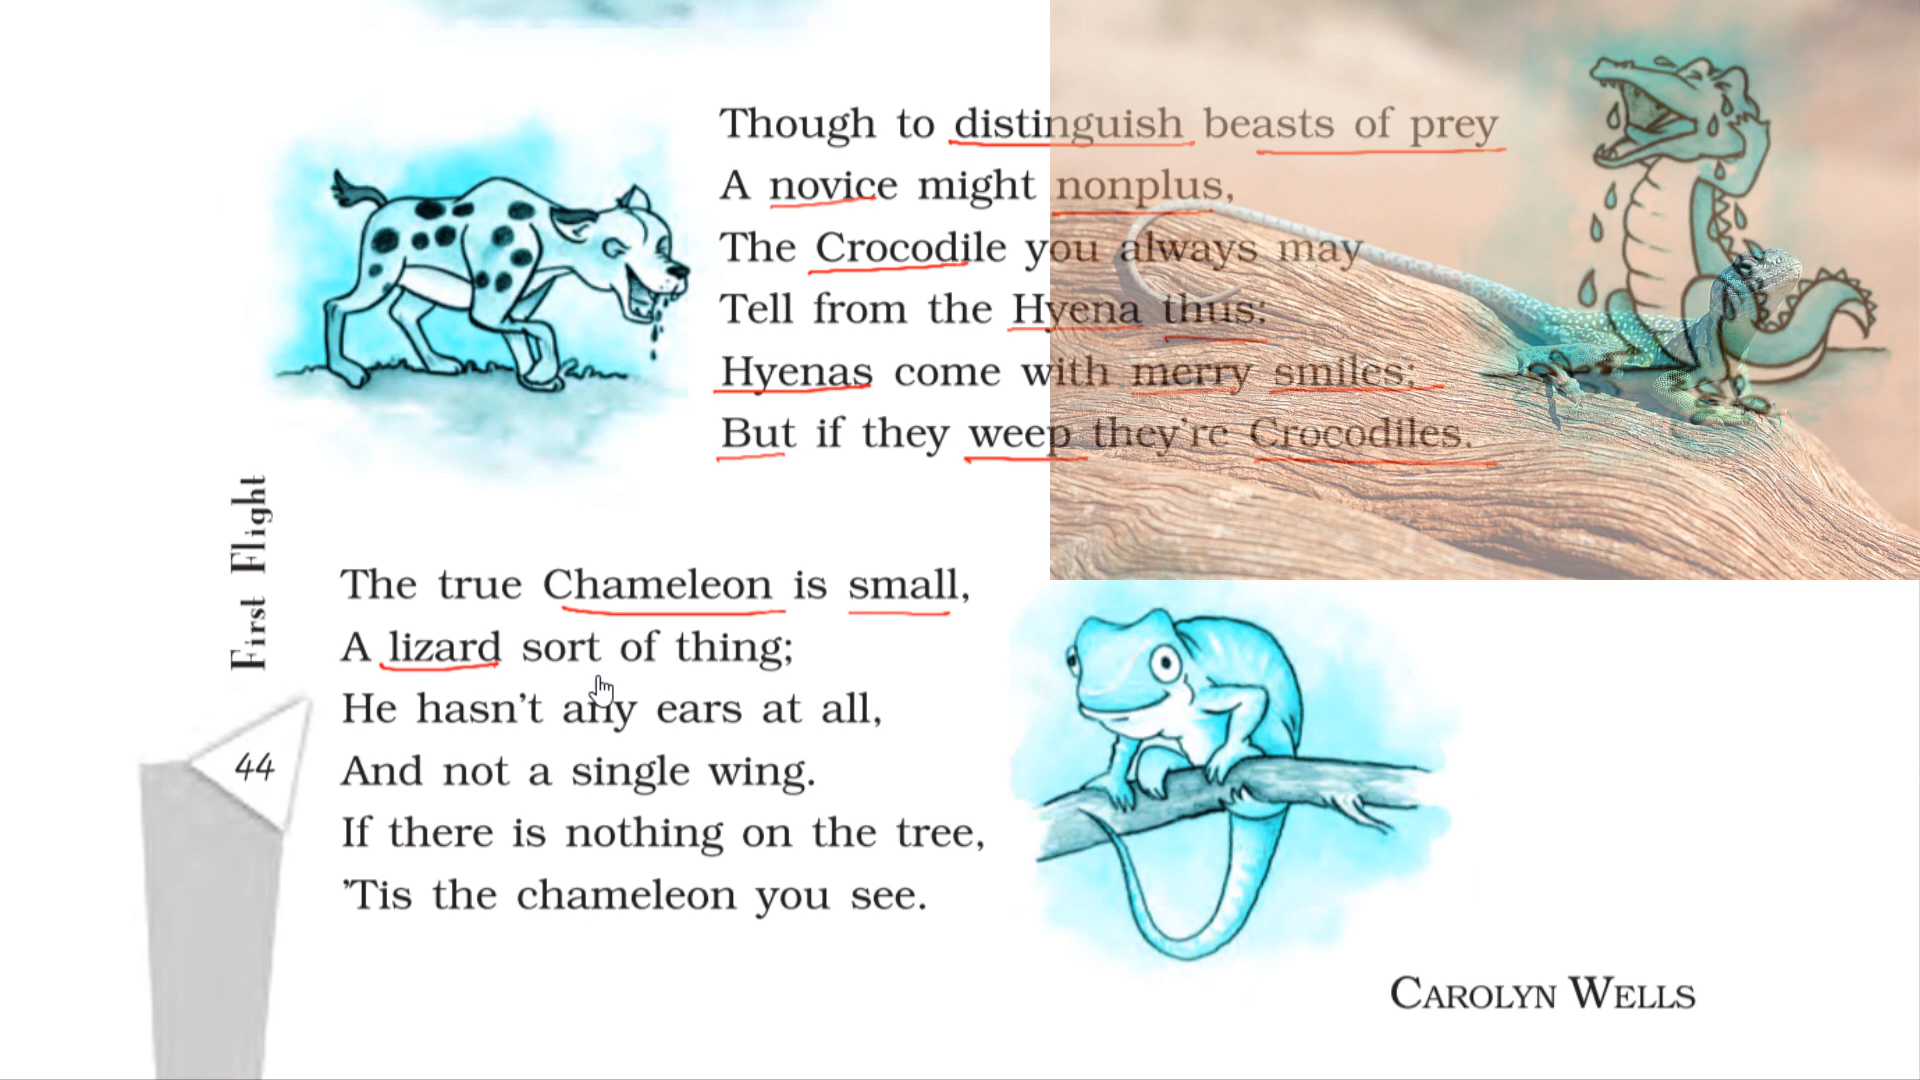 Though to distinguish beasts of prey
A novice might nonplus,
The Crocodile you always may
Tell from the Hyena thus:
Hyenas come with merry smiles;
But if they weep they're Crocodiles.
First Flight
The true Chameleon is small,
A lizard sort of thing;
He hasn't any ears at all,
And not a single wing.
If there is nothing on the tree,
'Tis the chameleon you see.
44
CAROLYN WELLS